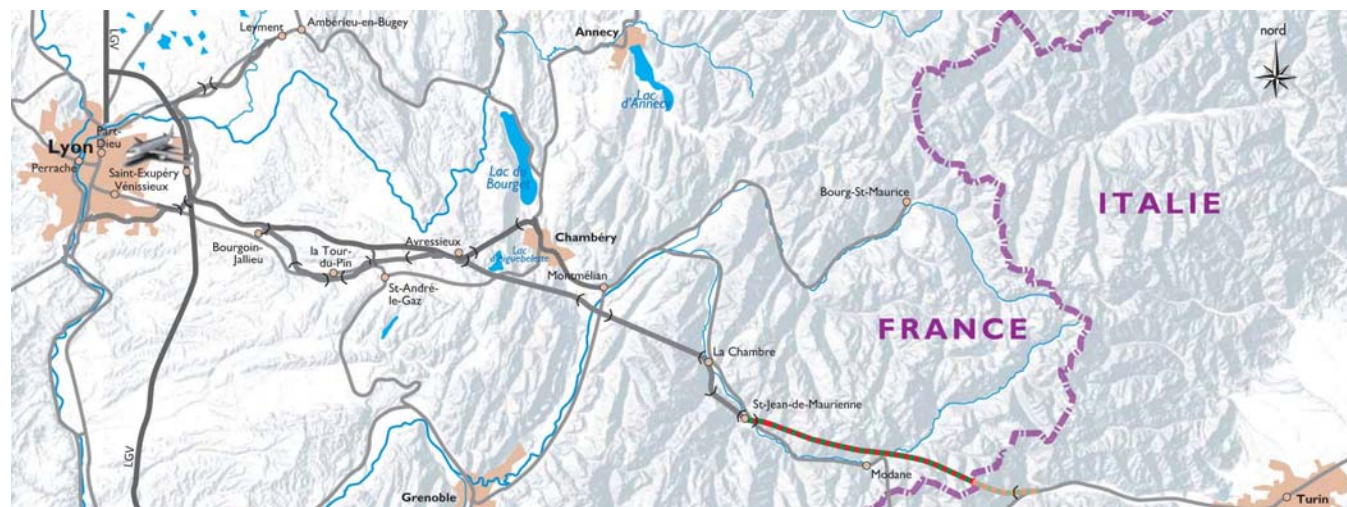 Leyment
Ambérieu-en-Bugey
LGV
Annecy
nord
Lac
d'Annecy
Part-
Dieu
Lyon
Perrache
Saint-Exupéry
Vénissieux
Lac du
Bourget
Bourg-St-Maurice
ITALIE
Bourgoin-
Jallieu
la Tour-
du-Pin
Avressieux
Chambéry
Lac
d'Aiguebelette
St-André-
le-Gaz
Montmélian
FRANCE
La Chambre
St-Jean-de-Maurienne
LGV
Modane
Grenoble
Turin